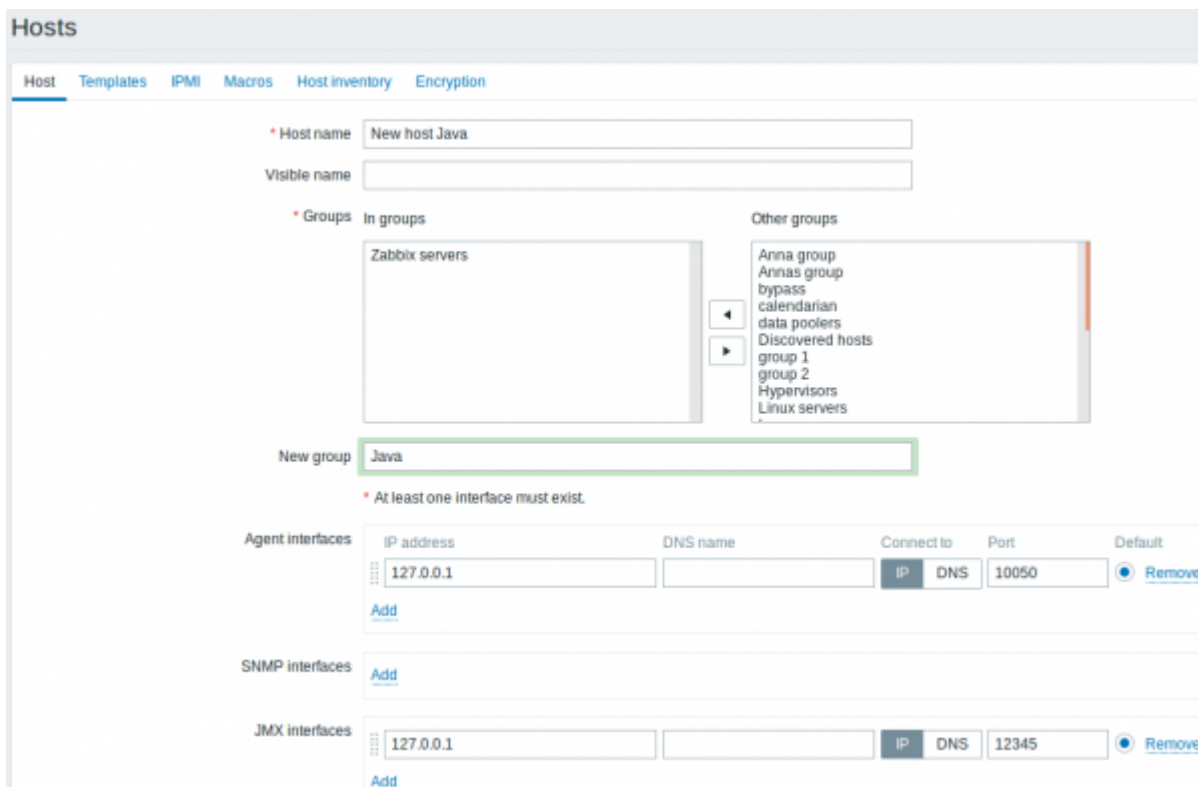 Hosts
Host Templates IPMI Macros Host inventory Encryption
* Host name New host Java
Visible name
* Groups In groups Other groups
Zabbix servers
Anna group
Annas group
bypass
calendarian
data poolers
Discovered hosts
group 1
group 2
Hypervisors
Linux servers
New group Java
* At least one interface must exist.
Agent interfaces IP address DNS name Connect to Port Default
127.0.0.1 IP DNS 10050 Remove
Add
SNMP interfaces Add
JMX interfaces 127.0.0.1 IP DNS 12345 Remove
Add